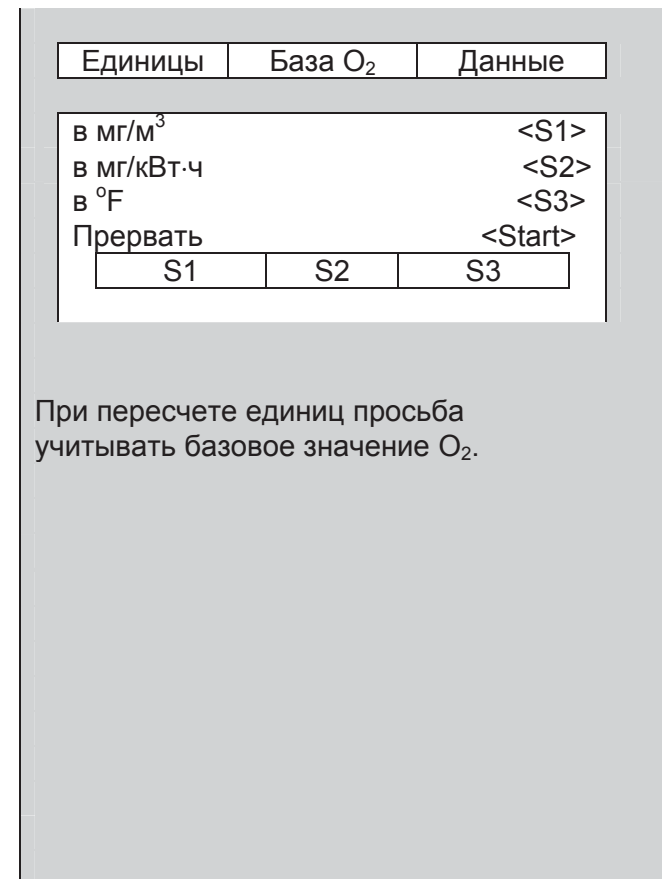 Единицы База O₂ Данные
в мг/м³ <S1>
в мг/кВт·ч <S2>
в °F <S3>
Прервать <Start>
S1 S2 S3
При пересчете единиц просьба
учитывать базовое значение O₂.